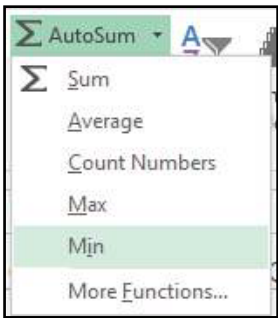 Σ AutoSum
A
Σ Sum
Average
Count Numbers
Max
Min
More Functions...